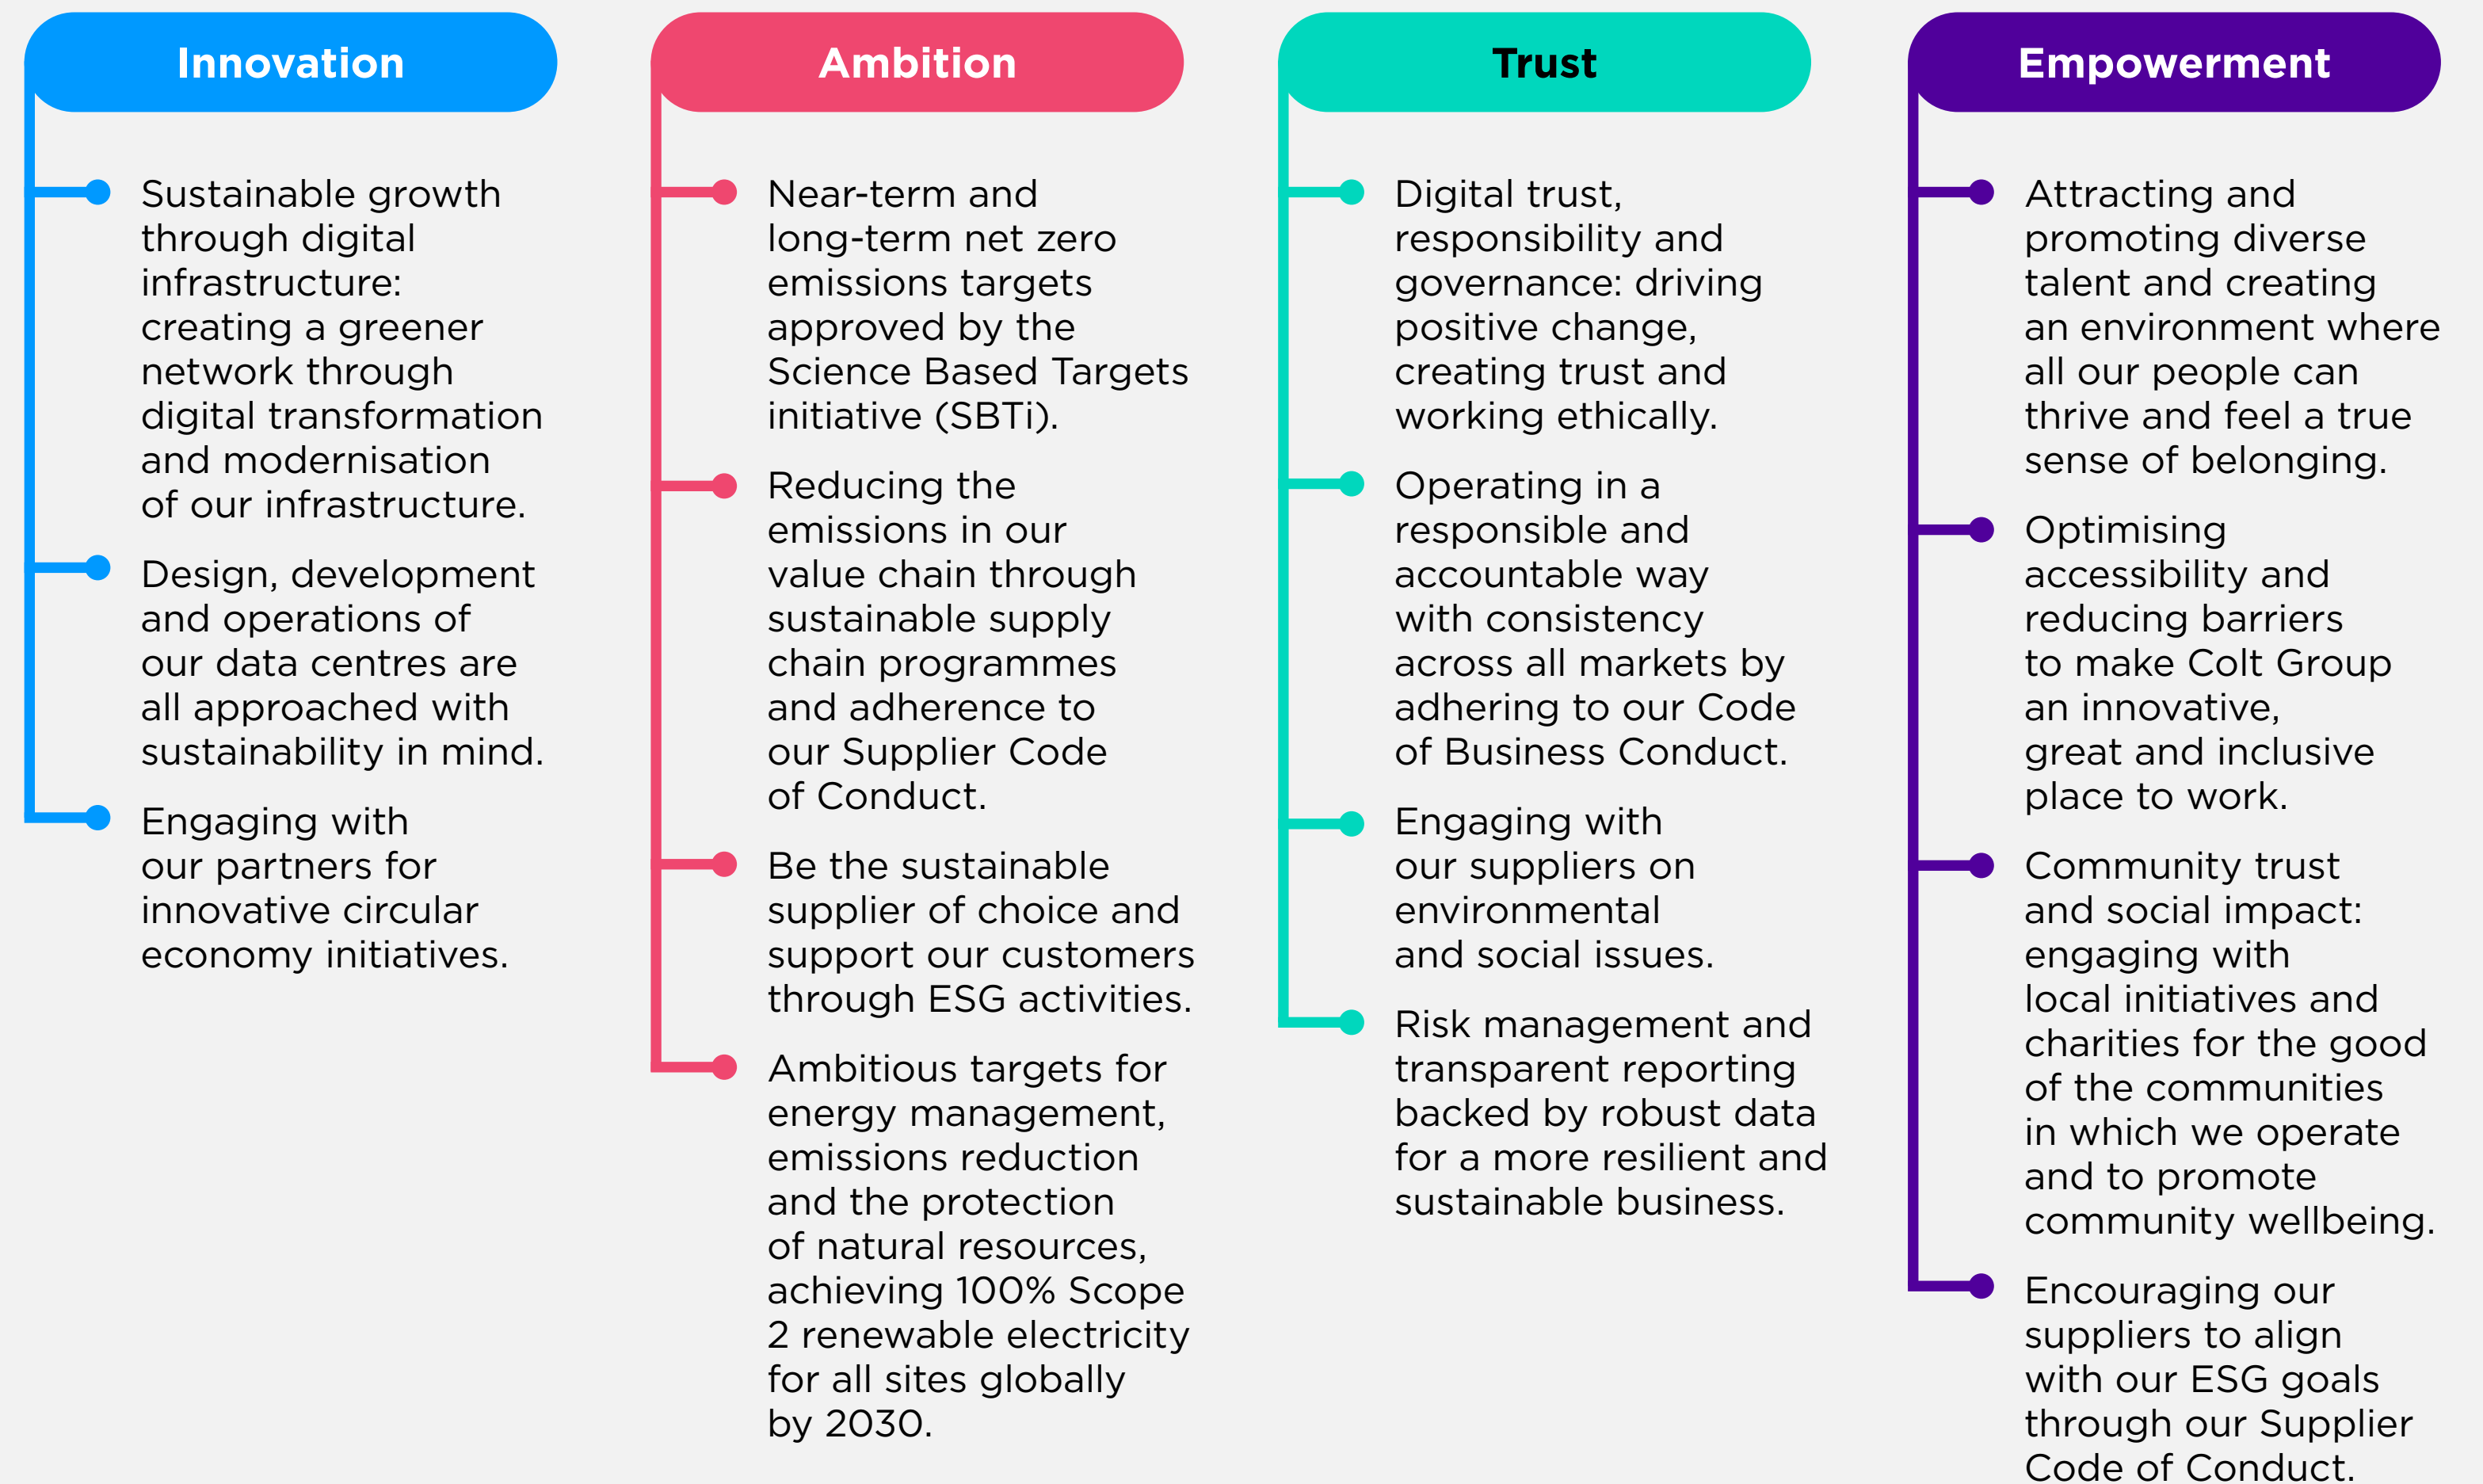 Innovation
Sustainable growth
through digital
infrastructure:
creating a greener
network through
digital transformation
and modernisation
of our infrastructure.
Design, development
and operations of
our data centres are
all approached with
sustainability in mind.
Engaging with
our partners for
innovative circular
economy initiatives.
Ambition
Near-term and
long-term net zero
emissions targets
approved by the
Science Based Targets
initiative (SBTi).
Reducing the
emissions in our
value chain through
sustainable supply
chain programmes
and adherence to
our Supplier Code
of Conduct.
Be the sustainable
supplier of choice and
support our customers
through ESG activities.
Ambitious targets for
energy management,
emissions reduction
and the protection
of natural resources,
achieving 100% Scope
2 renewable electricity
for all sites globally
by 2030.
Trust
Digital trust,
responsibility and
governance: driving
positive change,
creating trust and
working ethically.
Operating in a
responsible and
accountable way
with consistency
across all markets by
adhering to our Code
of Business Conduct.
Engaging with
our suppliers on
environmental
and social issues.
Risk management and
transparent reporting
backed by robust data
for a more resilient and
sustainable business.
Empowerment
Attracting and
promoting diverse
talent and creating
an environment where
all our people can
thrive and feel a true
sense of belonging.
Optimising
accessibility and
reducing barriers
to make Colt Group
an innovative,
great and inclusive
place to work.
Community trust
and social impact:
engaging with
local initiatives and
charities for the good
of the communities
in which we operate
and to promote
community wellbeing.
Encouraging our
suppliers to align
with our ESG goals
through our Supplier
Code of Conduct.